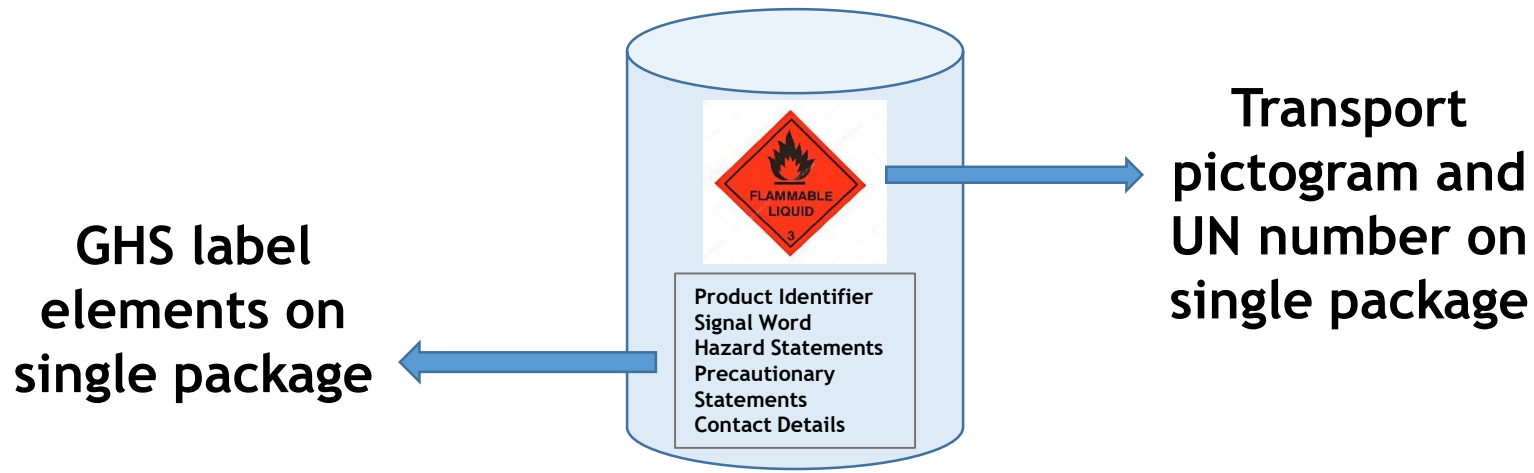 GHS label
elements on
single package
FLAMMABLE
LIQUID
3
Product Identifier
Signal Word
Hazard Statements
Precautionary
Statements
Contact Details
Transport
pictogram and
UN number on
single package